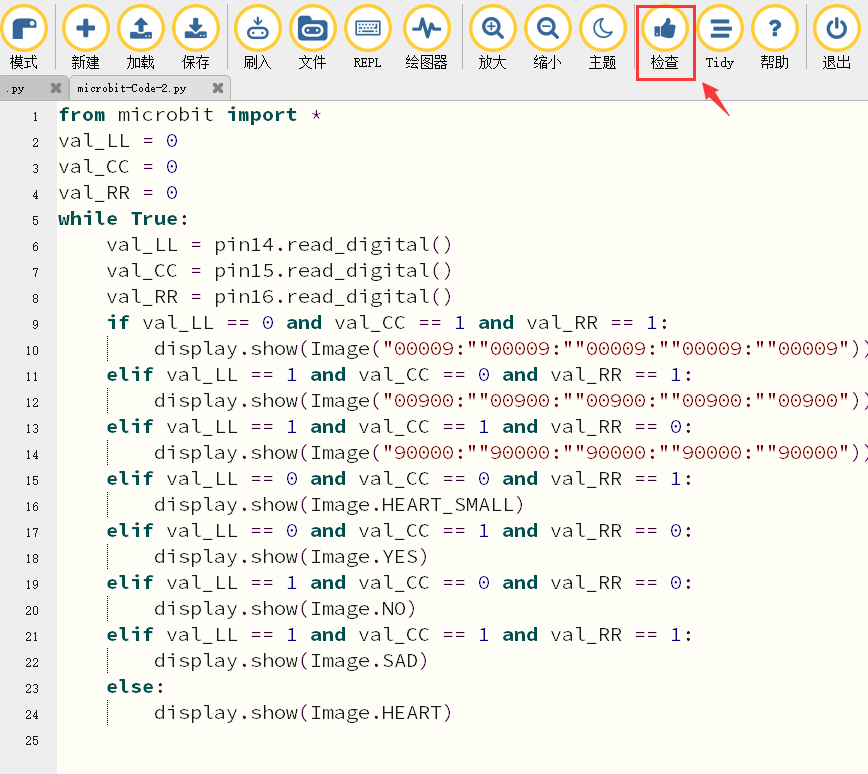 模式 新建 加载 保存 刷入 文件 REPL 绘图器 放大 缩小 主题 检查 Tidy 帮助 退出
.py microbit-Code-2.py
1 from microbit import *
2 val_LL = 0
3 val_CC = 0
4 val_RR = 0
5 while True:
6 val_LL = pin14.read_digital()
7 val_CC = pin15.read_digital()
8 val_RR = pin16.read_digital()
9 if val_LL == 0 and val_CC == 1 and val_RR == 1:
10 display.show(Image("00009:""00009:""00009:""00009:""00009"))
11 elif val_LL == 1 and val_CC == 0 and val_RR == 1:
12 display.show(Image("00900:""00900:""00900:""00900:""00900"))
13 elif val_LL == 1 and val_CC == 1 and val_RR == 0:
14 display.show(Image("90000:""90000:""90000:""90000:""90000"))
15 elif val_LL == 0 and val_CC == 0 and val_RR == 1:
16 display.show(Image.HEART_SMALL)
17 elif val_LL == 0 and val_CC == 1 and val_RR == 0:
18 display.show(Image.YES)
19 elif val_LL == 1 and val_CC == 0 and val_RR == 0:
20 display.show(Image.NO)
21 elif val_LL == 1 and val_CC == 1 and val_RR == 1:
22 display.show(Image.SAD)
23 else:
24 display.show(Image.HEART)
25